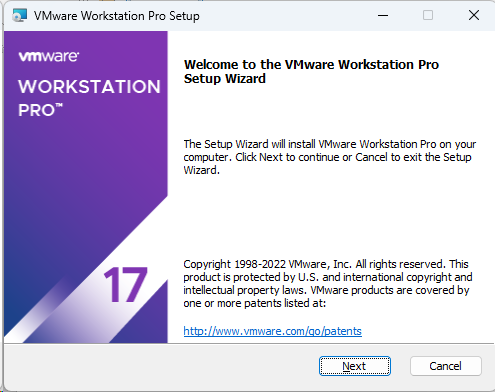 VMware Workstation Pro Setup
vmware
WORKSTATION
PRO™
17
Welcome to the VMware Workstation Pro
Setup Wizard
The Setup Wizard will install VMware Workstation Pro on your
computer. Click Next to continue or Cancel to exit the Setup
Wizard.
Copyright 1998-2022 VMware, Inc. All rights reserved. This
product is protected by U.S. and international copyright and
intellectual property laws. VMware products are covered by
one or more patents listed at:
http://www.vmware.com/go/patents
Next
Cancel